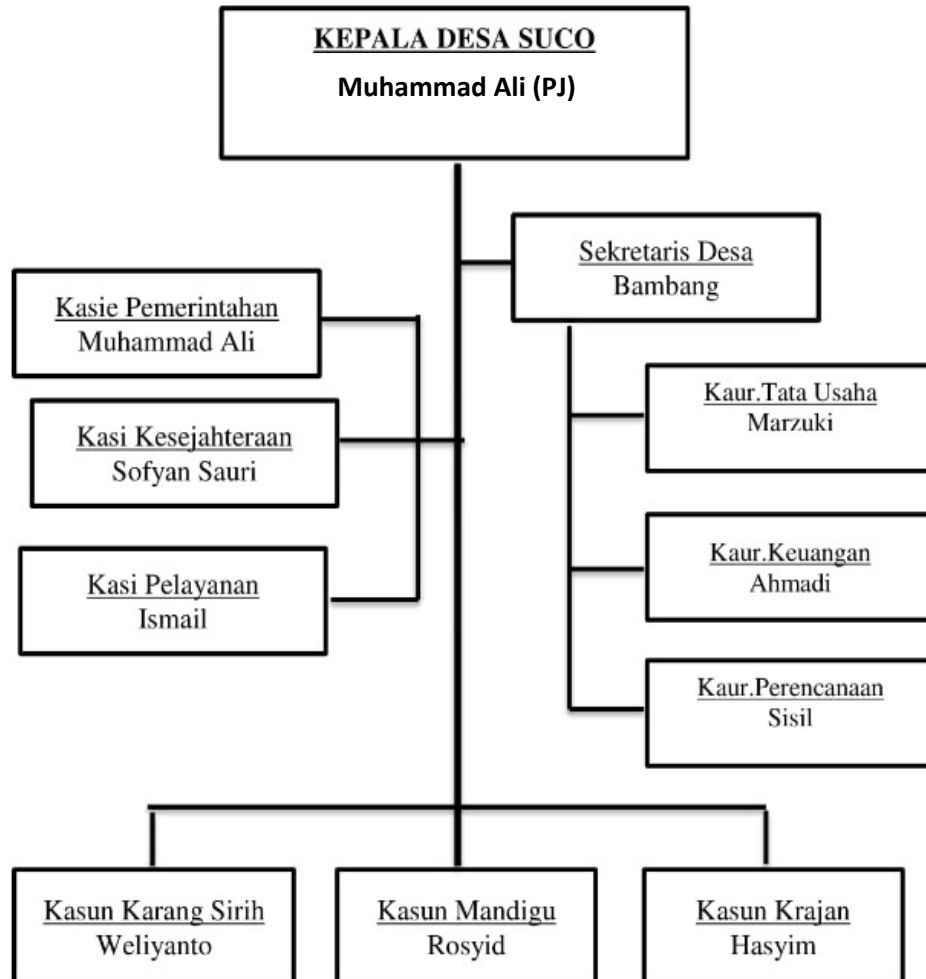 KEPALA DESA SUCO
Muhammad Ali (PJ)
Sekretaris Desa
Bambang
Kasie Pemerintahan
Muhammad Ali
Kasi Kesejahteraan
Sofyan Sauri
Kasi Pelayanan
Ismail
Kaur.Tata Usaha
Marzuki
Kaur.Keuangan
Ahmadi
Kaur.Perencanaan
Sisil
Kasun Karang Sirih
Weliyanto
Kasun Mandigu
Rosyid
Kasun Krajan
Hasyim